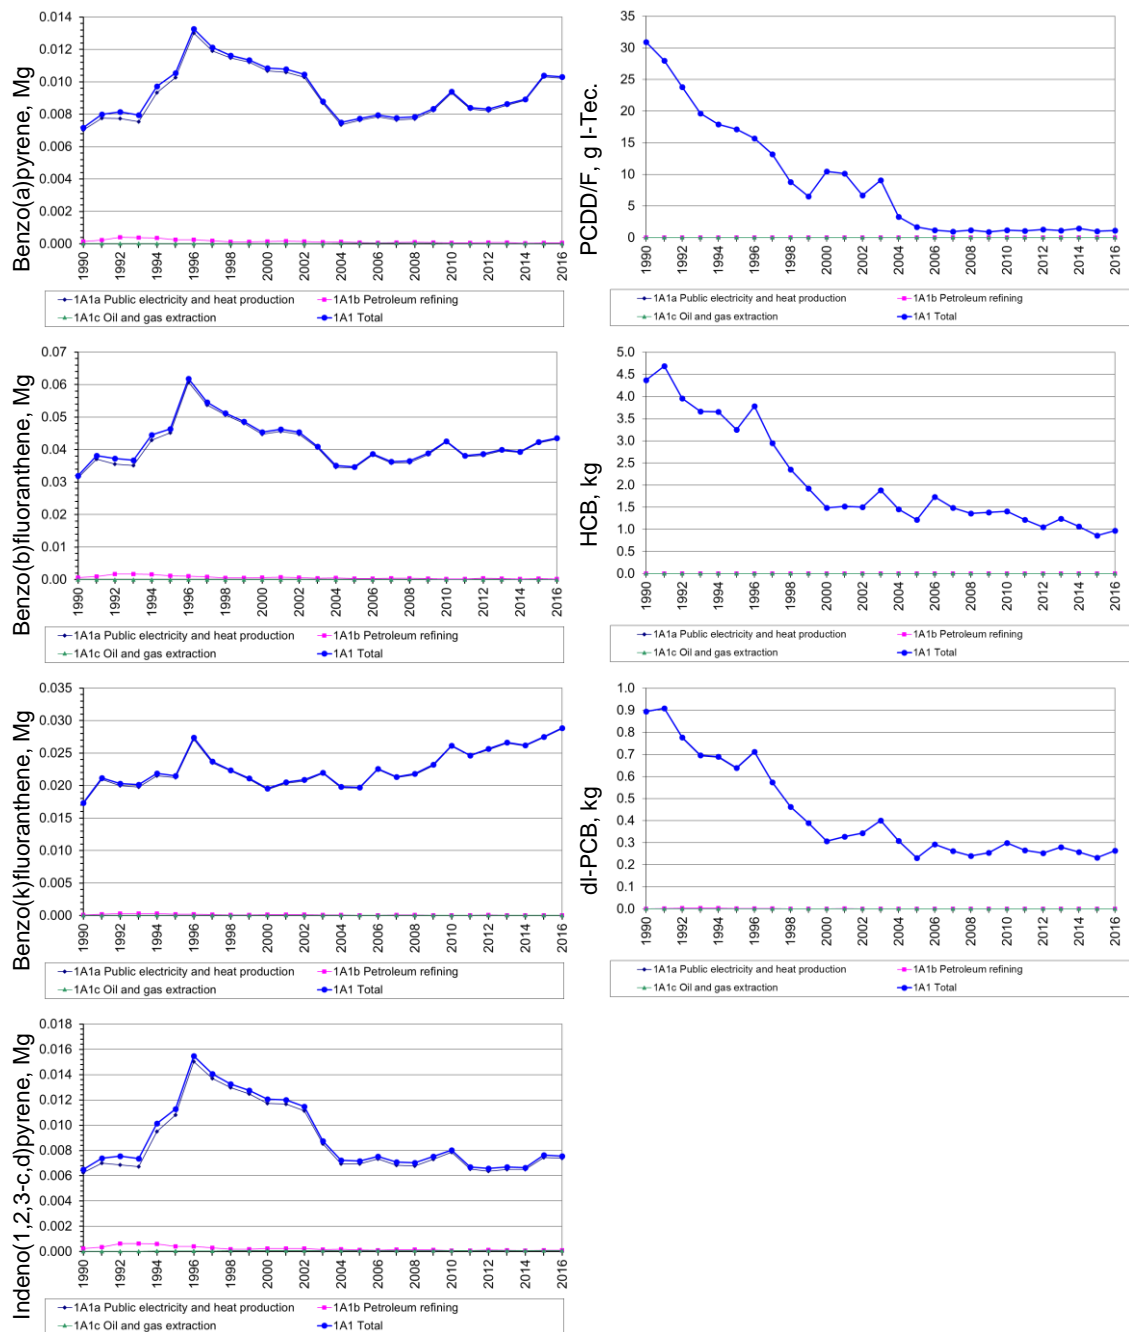 Benzo(a)pyrene, Mg
0.014
0.012
0.010
0.008
0.006
0.004
0.002
0.000
1990 1992 1994 1996 1998 2000 2002 2004 2006 2008 2010 2012 2014 2016
1A1a Public electricity and heat production 1A1b Petroleum refining
1A1c Oil and gas extraction 1A1 Total
PCDD/F, g I-Tec.
35
30
25
20
15
10
5
0
1990 1992 1994 1996 1998 2000 2002 2004 2006 2008 2010 2012 2014 2016
1A1a Public electricity and heat production 1A1b Petroleum refining
1A1c Oil and gas extraction 1A1 Total
Benzo(b)fluoranthene, Mg
0.07
0.06
0.05
0.04
0.03
0.02
0.01
0.00
1990 1992 1994 1996 1998 2000 2002 2004 2006 2008 2010 2012 2014 2016
1A1a Public electricity and heat production 1A1b Petroleum refining
1A1c Oil and gas extraction 1A1 Total
HCB, kg
5.0
4.5
4.0
3.5
3.0
2.5
2.0
1.5
1.0
0.5
0.0
1990 1992 1994 1996 1998 2000 2002 2004 2006 2008 2010 2012 2014 2016
1A1a Public electricity and heat production 1A1b Petroleum refining
1A1c Oil and gas extraction 1A1 Total
Benzo(k)fluoranthene, Mg
0.035
0.030
0.025
0.020
0.015
0.010
0.005
0.000
1990 1992 1994 1996 1998 2000 2002 2004 2006 2008 2010 2012 2014 2016
1A1a Public electricity and heat production 1A1b Petroleum refining
1A1c Oil and gas extraction 1A1 Total
dl-PCB, kg
1.0
0.9
0.8
0.7
0.6
0.5
0.4
0.3
0.2
0.1
0.0
1990 1992 1994 1996 1998 2000 2002 2004 2006 2008 2010 2012 2014 2016
1A1a Public electricity and heat production 1A1b Petroleum refining
1A1c Oil and gas extraction 1A1 Total
Indeno(1,2,3-c,d)pyrene, Mg
0.018
0.016
0.014
0.012
0.010
0.008
0.006
0.004
0.002
0.000
1990 1992 1994 1996 1998 2000 2002 2004 2006 2008 2010 2012 2014 2016
1A1a Public electricity and heat production 1A1b Petroleum refining
1A1c Oil and gas extraction 1A1 Total